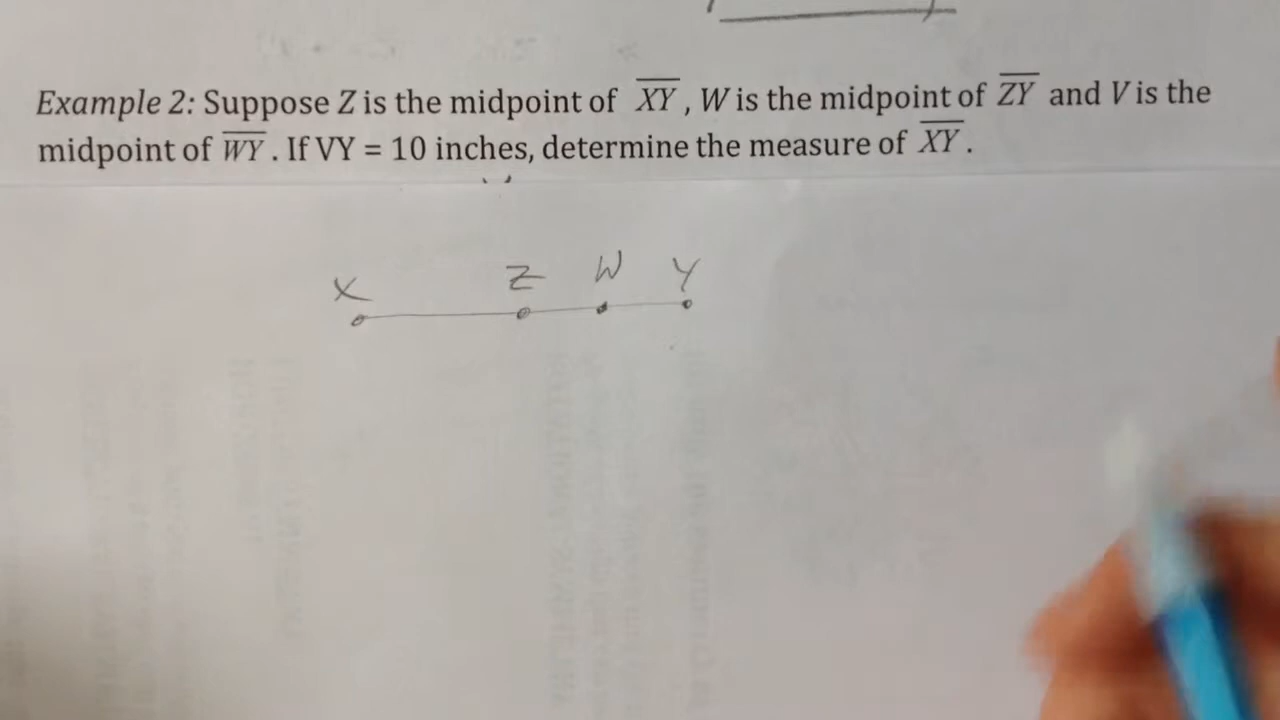 Example 2: Suppose Z is the midpoint of XY, W is the midpoint of ZY and V is the
midpoint of WY. If VY = 10 inches, determine the measure of XY.
X Z W Y